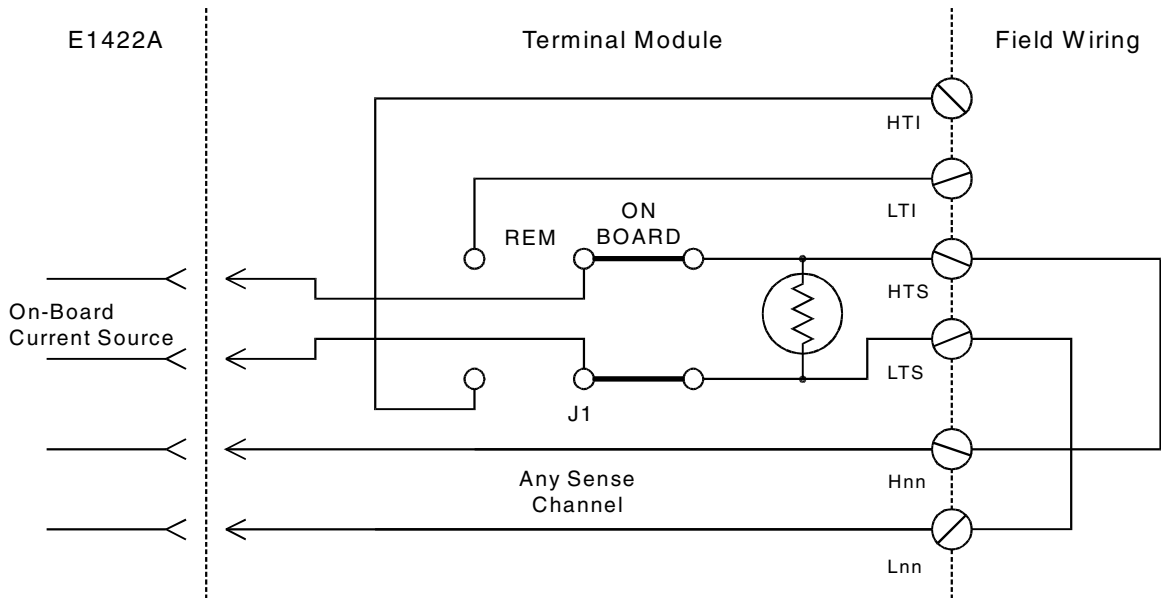 E1422A
Terminal Module
Field Wiring
HTI
LTI
REM
ON
BOARD
HTS
On-Board
Current Source
LTS
J1
Any Sense
Channel
Hnn
Lnn